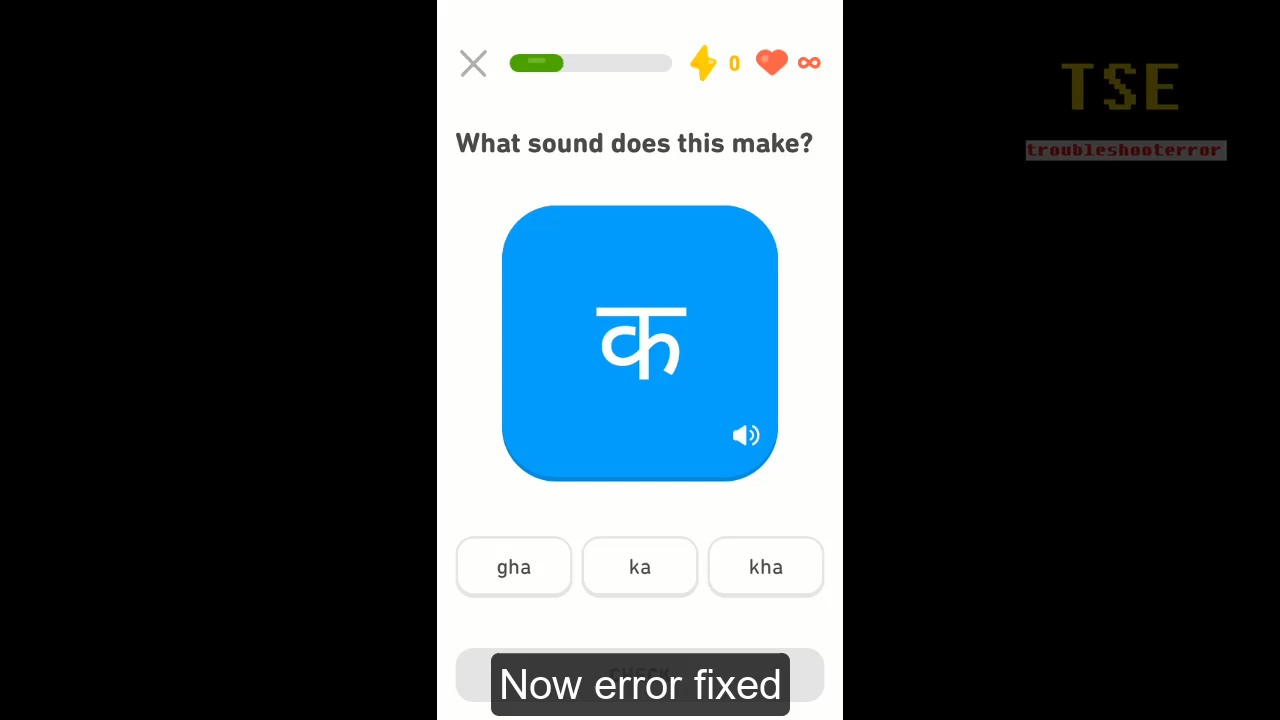 TSE
troubleshooterror
0 ∞
What sound does this make?
क
gha ka kha
Now error fixed